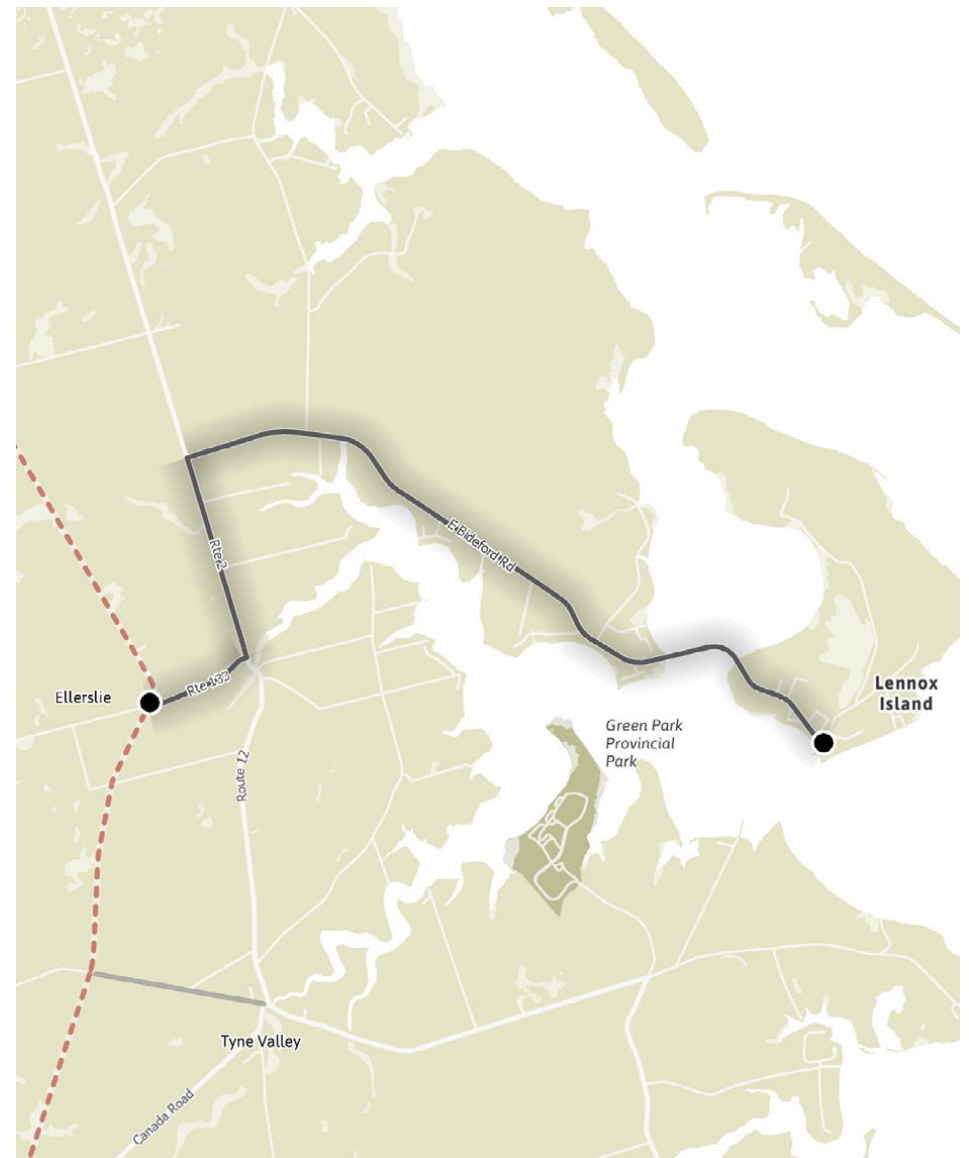 E Bideford Rd
Rte 2
Rte 133
Ellerslie
Lennox
Island
Green Park
Provincial
Park
Route 12
Tyne Valley
Canada Road